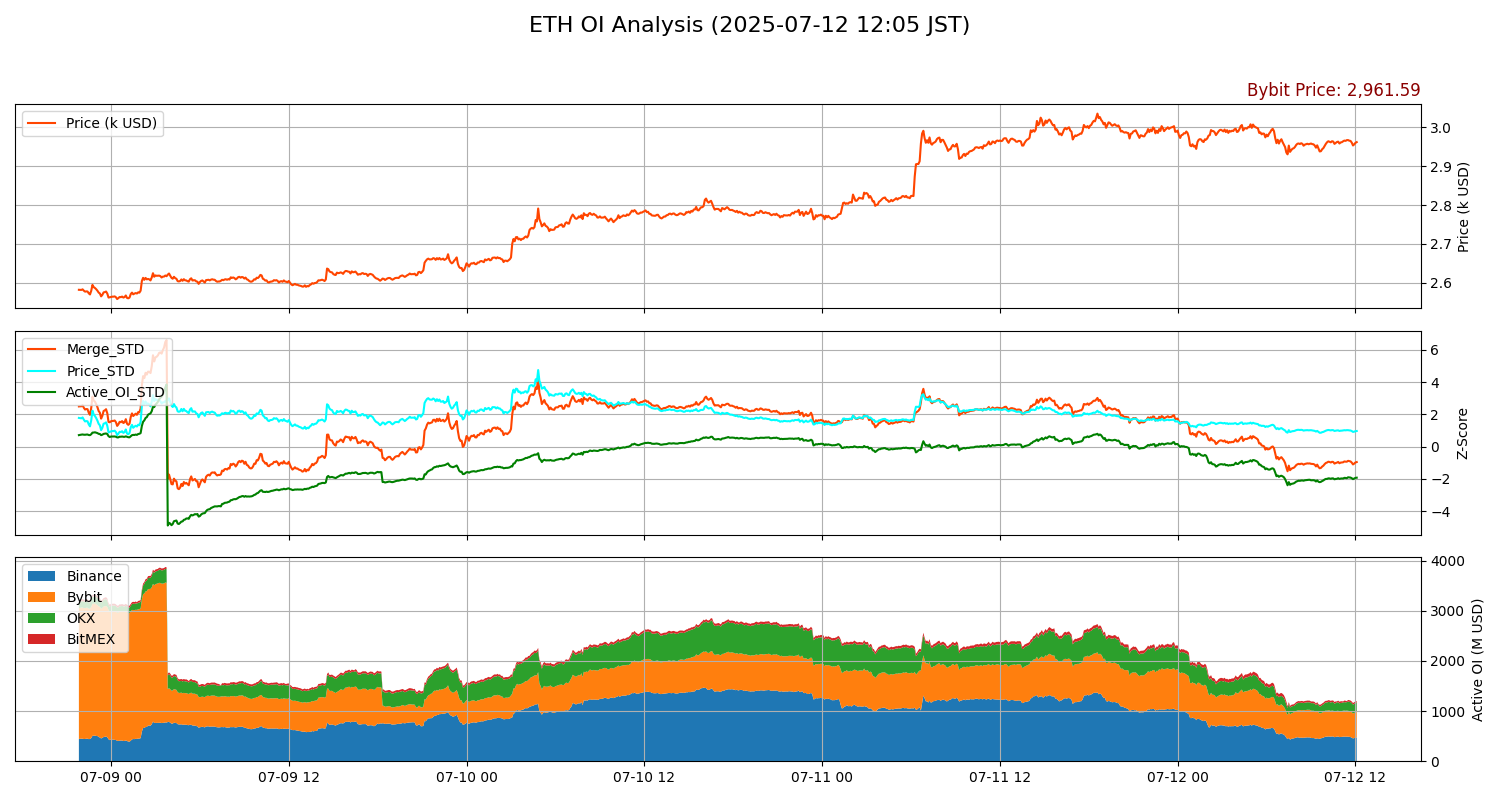 ETH OI Analysis (2025-07-12 12:05 JST)
Bybit Price: 2,961.59
Price (k USD)
3.0
2.9
2.8
2.7
2.6
Price (k USD)
Merge_STD
Price_STD
Active_OI_STD
6
4
2
0
−2
−4
Z-Score
Binance
Bybit
OKX
BitMEX
4000
3000
2000
1000
0
Active OI (M USD)
07-09 00
07-09 12
07-10 00
07-10 12
07-11 00
07-11 12
07-12 00
07-12 12